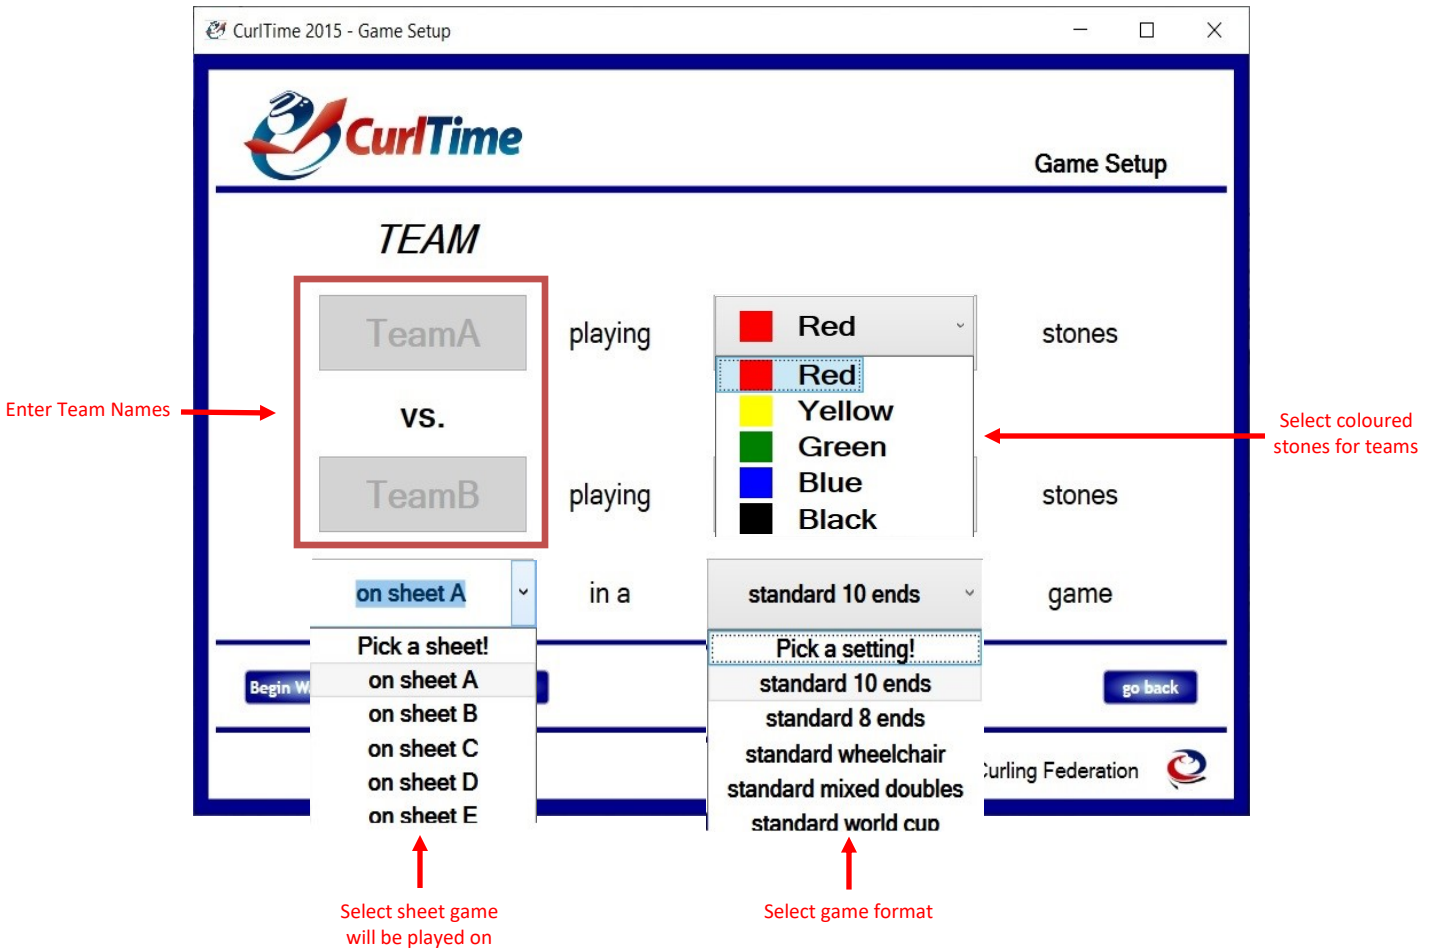 CurlTime 2015 - Game Setup
CurlTime
Game Setup
TEAM
TeamA playing Red stones
Red
Enter Team Names
vs.
Yellow
Select coloured
stones for teams
Green
TeamB playing Blue stones
Black
on sheet A in a standard 10 ends game
Pick a sheet! Pick a setting!
Begin on sheet A standard 10 ends go back
on sheet B standard 8 ends
on sheet C standard wheelchair
Curling Federation
on sheet D standard mixed doubles
on sheet E standard world cup
Select sheet game
will be played on
Select game format